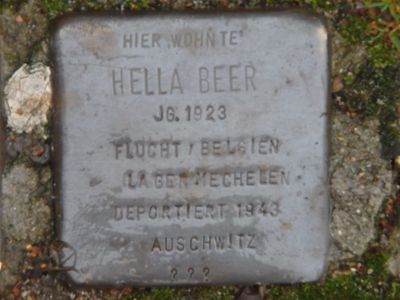 HIER WOHNTE
HELLA BEER
JG. 1923
FLUCHT / BELGIEN
LAGER MECHELEN
DEPORTIERT 1943
AUSCHWITZ
? ? ?